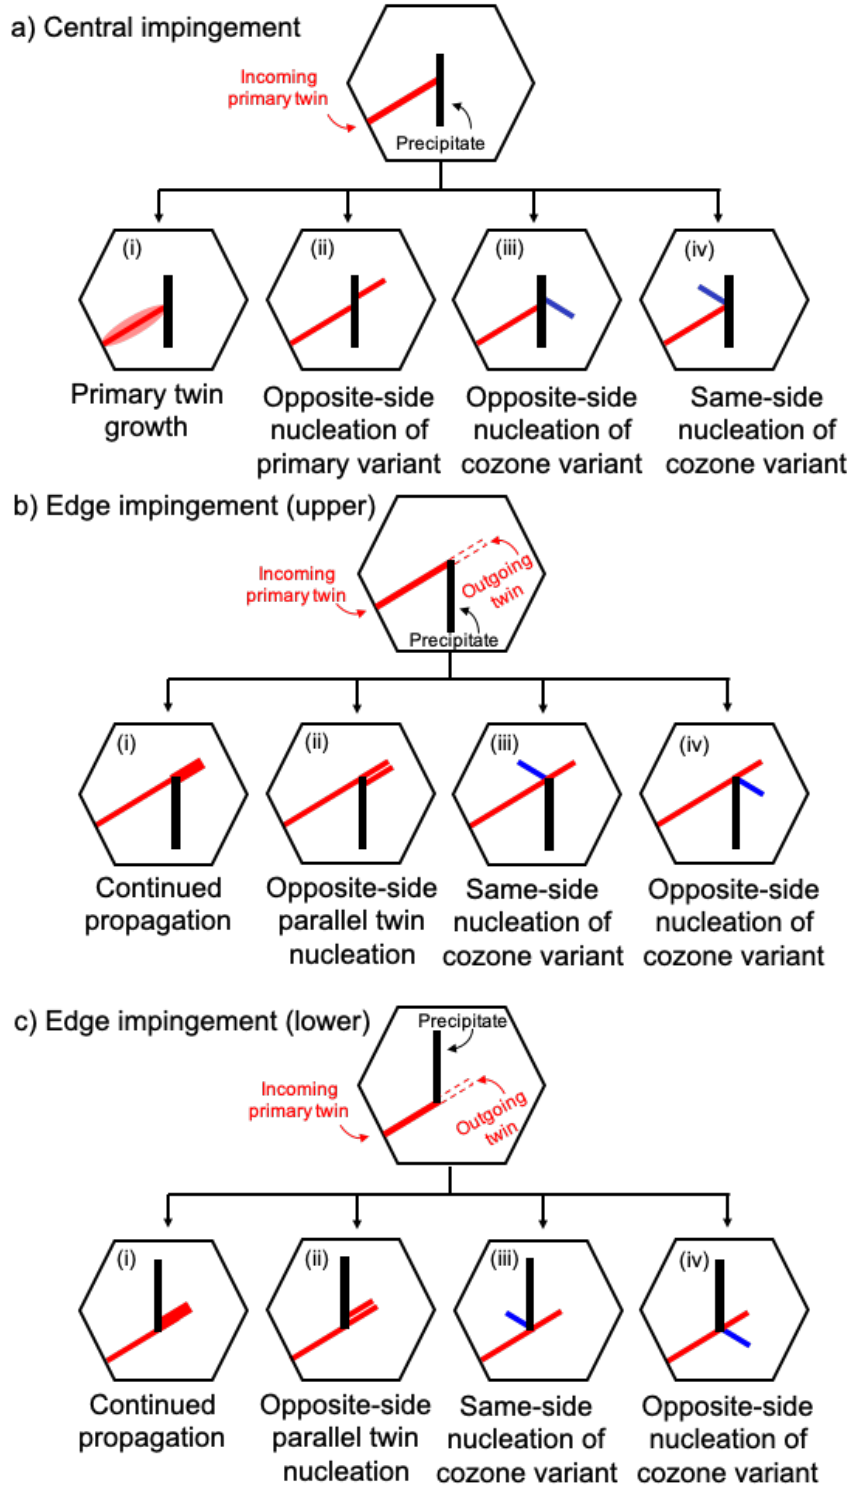 a) Central impingement
Incoming
primary twin
Precipitate
(i)
(ii)
(iii)
(iv)
Primary twin
growth
Opposite-side
nucleation of
primary variant
Opposite-side
nucleation of
cozone variant
Same-side
nucleation of
cozone variant
b) Edge impingement (upper)
Incoming
primary twin
Outgoing
twin
Precipitate
(i)
(ii)
(iii)
(iv)
Continued
propagation
Opposite-side
parallel twin
nucleation
Same-side
nucleation of
cozone variant
Opposite-side
nucleation of
cozone variant
c) Edge impingement (lower)
Precipitate
Incoming
primary twin
Outgoing
twin
(i)
(ii)
(iii)
(iv)
Continued
propagation
Opposite-side
parallel twin
nucleation
Same-side
nucleation of
cozone variant
Opposite-side
nucleation of
cozone variant